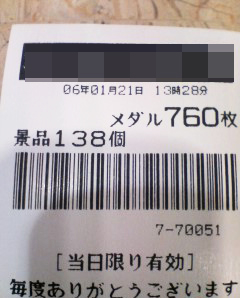 06年01月21日 13時28分
メダル760枚
景品138個
7-70051
[当日限り有効]
毎度ありがとうございます